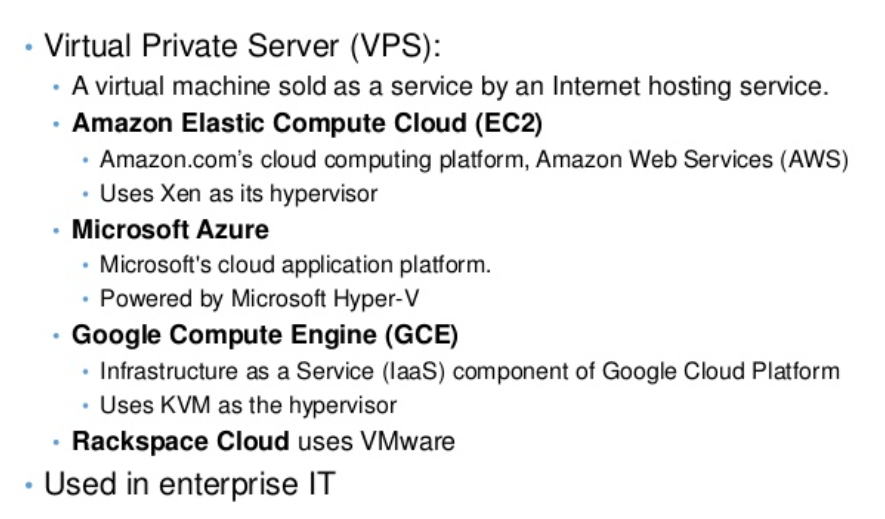 • Virtual Private Server (VPS):
• A virtual machine sold as a service by an Internet hosting service.
• Amazon Elastic Compute Cloud (EC2)
• Amazon.com's cloud computing platform, Amazon Web Services (AWS)
• Uses Xen as its hypervisor
• Microsoft Azure
• Microsoft's cloud application platform.
• Powered by Microsoft Hyper-V
• Google Compute Engine (GCE)
• Infrastructure as a Service (IaaS) component of Google Cloud Platform
• Uses KVM as the hypervisor
• Rackspace Cloud uses VMware
• Used in enterprise IT